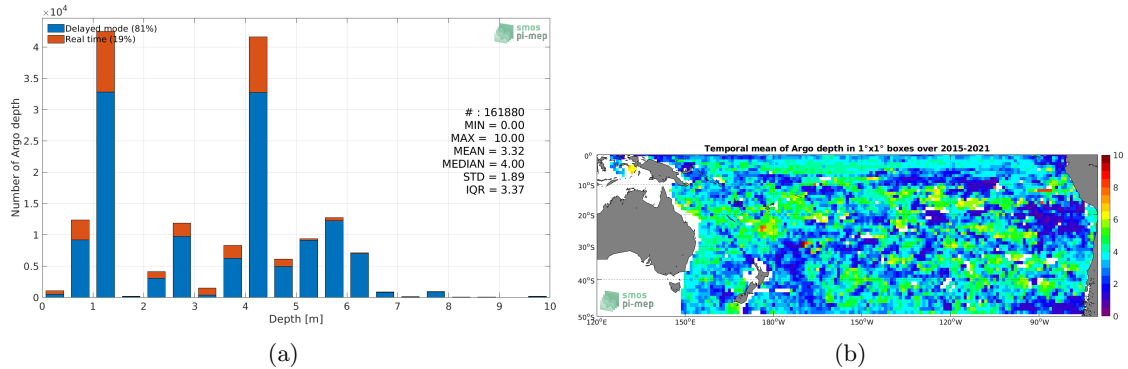 ×10⁴
Delayed mode (81%)
Real time (19%)
smos
pi-mep
4
3.5
3
2.5
2
1.5
1
0.5
0
Number of Argo depth
# : 161880
MIN = 0.00
MAX = 10.00
MEAN = 3.32
MEDIAN = 4.00
STD = 1.89
IQR = 3.37
0 1 2 3 4 5 6 7 8 9 10
Depth [m]
(a)
Temporal mean of Argo depth in 1°x1° boxes over 2015-2021
0°
10°S
20°S
30°S
40°S
50°S
120°E 150°E 180°W 150°W 120°W 90°W
smos
pi-mep
10
8
6
4
2
0
(b)